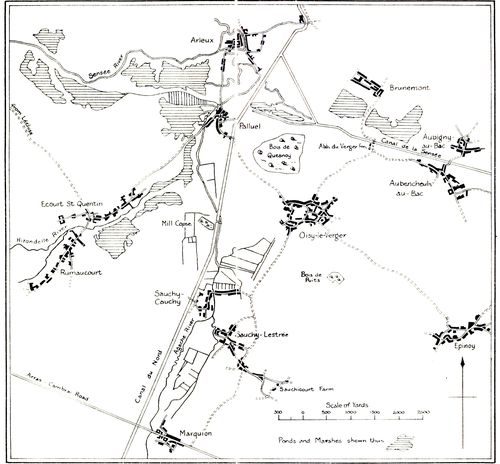 Arleux
Sensée River
Brunemont
Palluel
Bois de
Quesnoy
Abb. du Verger Fm.
Canal de la Sensée
Aubigny-
au-Bac
Aubencheul-
au-Bac
Ecourt St Quentin
Hirondelle River
Rumaucourt
Mill Copse
Oisy-le-Verger
Bois de
Puits
Sauchy-
Cauchy
Agache River
Sauchy-Lestrée
Epinoy
Canal du Nord
Sauchicourt Farm
Arras Cambrai Road
Marquion
Scale of Yards
500 0 500 1000 1500 2000 2500
Ponds and Marshes shewn thus